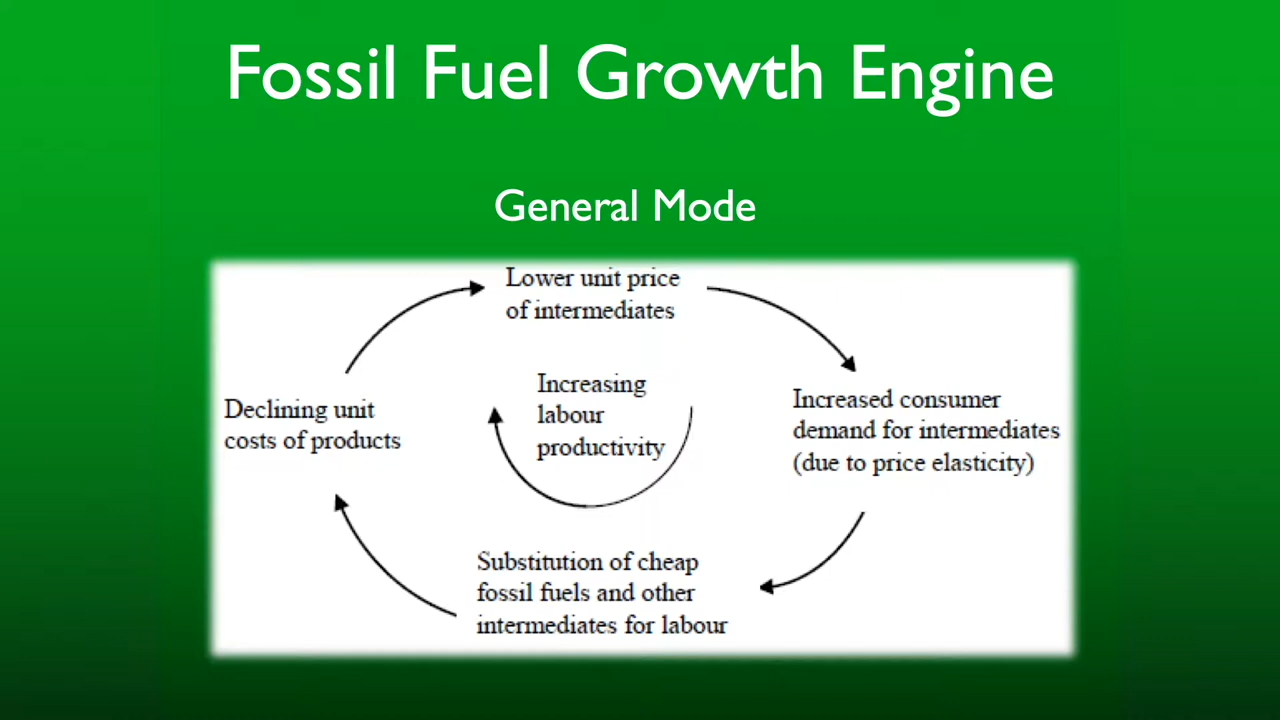 Fossil Fuel Growth Engine
General Mode
Lower unit price
of intermediates
Increasing
labour
productivity
Declining unit
costs of products
Increased consumer
demand for intermediates
(due to price elasticity)
Substitution of cheap
fossil fuels and other
intermediates for labour